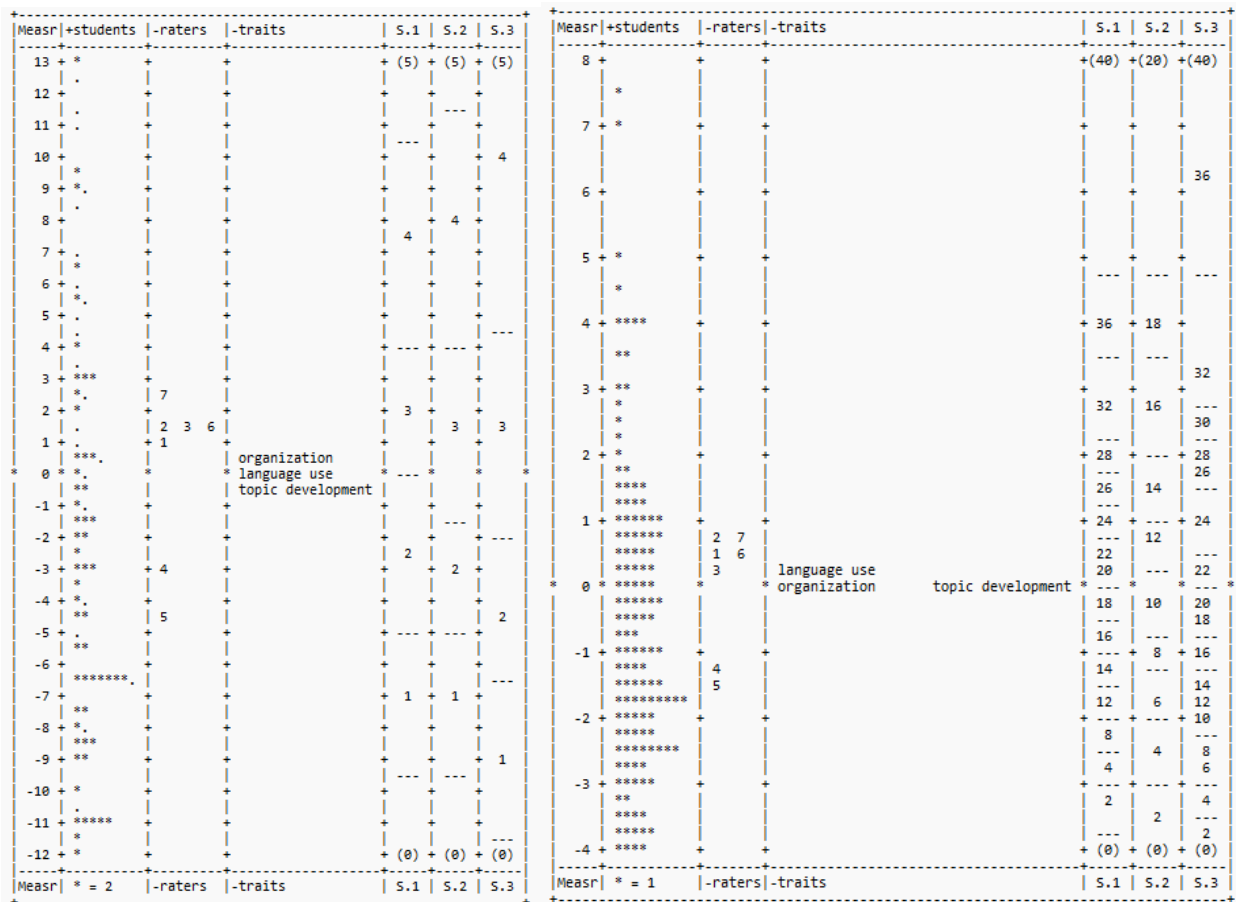 +-----------------------------------------------------+
|Measr|+students |-raters |-traits | S.1 | S.2 | S.3 |
| 13 + * + + + (5) + (5) + (5) |
| | . | | | | | |
| 12 + + + + + + |
| | . | | | | --- | |
| 11 + . + + + + + |
| | | | | --- | | |
| 10 + + + + + + 4 |
| | * | | | | | |
| 9 + *. + + + + + |
| | . | | | | | |
| 8 + + + + + 4 + |
| | | | | 4 | | |
| 7 + . + + + + + |
| | * | | | | | |
| 6 + . + + + + + |
| | *. | | | | | |
| 5 + . + + + + + |
| | . | | | | | --- |
| 4 + * + + + --- + --- + |
| | . | | | | | |
| 3 + *** + + + + + |
| | *. | 7 | | | | |
| 2 + * + + + 3 + + |
| | . | 2 3 6 | | | 3 | 3 |
| 1 + . + 1 + + + + |
| | ***. | | organization | | | |
* 0 * *. * * language use * --- * * *
| | ** | | topic development | | | |
| -1 + *. + + + + + |
| | *** | | | | --- | |
| -2 + ** + + + + + --- |
| | * | | | 2 | | |
| -3 + *** + 4 + + + 2 + |
| | * | | | | | |
| -4 + *. + + + + + |
| | ** | 5 | | | | 2 |
| -5 + . + + + --- + --- + |
| | ** | | | | | |
| -6 + + + + + + |
| | *******. | | | | | --- |
| -7 + + + + 1 + 1 + |
| | ** | | | | | |
| -8 + *. + + + + + |
| | *** | | | | | |
| -9 + ** + + + + + 1 |
| | | | | --- | --- | |
| -10 + * + + + + + |
| | . | | | | | |
| -11 + ***** + + + + + |
| | * | | | | | --- |
| -12 + * + + + (0) + (0) + (0) |
|Measr| * = 2 |-raters |-traits | S.1 | S.2 | S.3 |
|Measr|+students |-raters|-traits | S.1 | S.2 | S.3 |
| 8 + + + +(40) +(20) +(40) |
| | * | | | | | |
| 7 + * + + + + + |
| | | | | | | 36 |
| 6 + + + + + + |
| 5 + * + + + + + |
| | | | | --- | --- | --- |
| | * | | | | | |
| 4 + **** + + + 36 + 18 + |
| | ** | | | --- | --- | |
| | | | | | | 32 |
| 3 + ** + + + + + |
| | * | | | 32 | 16 | --- |
| | * | | | | | 30 |
| | * | | | --- | | --- |
| 2 + * + + + 28 + --- + 28 |
| | ** | | | --- | | 26 |
| | **** | | | 26 | 14 | --- |
| | **** | | | --- | | |
| 1 + ****** + + + 24 + --- + 24 |
| | ****** | 2 7 | | --- | 12 | |
| | ***** | 1 6 | | 22 | | --- |
| | ***** | 3 | language use | 20 | --- | 22 |
* 0 * ***** * * organization topic development * --- * * --- *
| | ****** | | | 18 | 10 | 20 |
| | ***** | | | --- | | 18 |
| | *** | | | 16 | --- | --- |
| -1 + ****** + + + --- + 8 + 16 |
| | **** | 4 | | 14 | --- | --- |
| | ****** | 5 | | --- | | 14 |
| | ********* | | | 12 | 6 | 12 |
| -2 + ***** + + + --- + --- + 10 |
| | ***** | | | 8 | | --- |
| | ******** | | | --- | 4 | 8 |
| | **** | | | 4 | | 6 |
| -3 + ***** + + + --- + --- + --- |
| | ** | | | 2 | | 4 |
| | **** | | | | 2 | --- |
| | ***** | | | --- | | 2 |
| -4 + **** + + + (0) + (0) + (0) |
|Measr| * = 1 |-raters|-traits | S.1 | S.2 | S.3 |